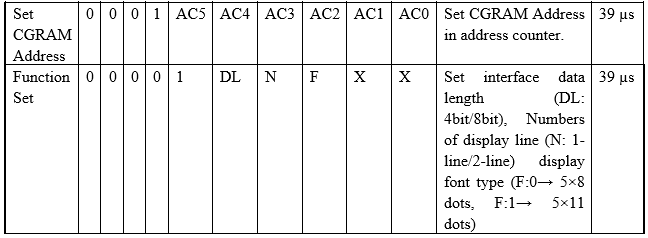 Set 0 0 0 1 AC5 AC4 AC3 AC2 AC1 AC0 Set CGRAM Address 39 µs
CGRAM in address counter.
Address
Function 0 0 0 0 1 DL N F X X Set interface data 39 µs
Set length (DL:
4bit/8bit), Numbers
of display line (N: 1-
line/2-line) display
font type (F:0→ 5×8
dots, F:1→ 5×11
dots)